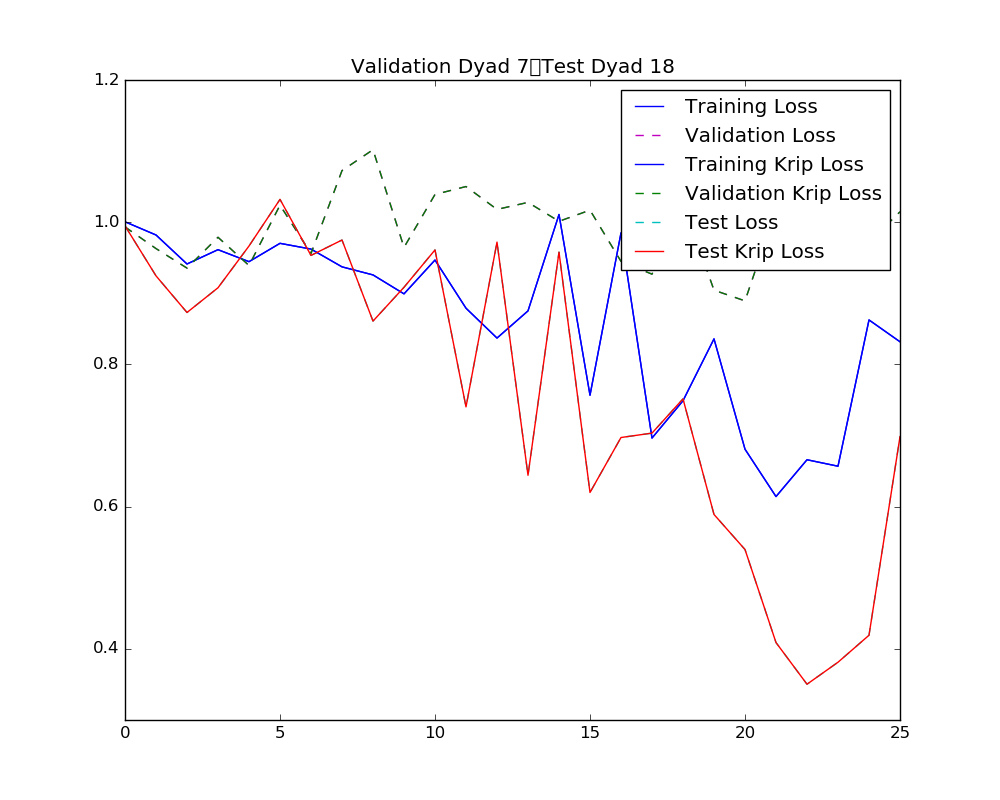 Validation Dyad 7▯Test Dyad 18
1.2
1.0
0.8
0.6
0.4
0
5
10
15
20
25
Training Loss
Validation Loss
Training Krip Loss
Validation Krip Loss
Test Loss
Test Krip Loss